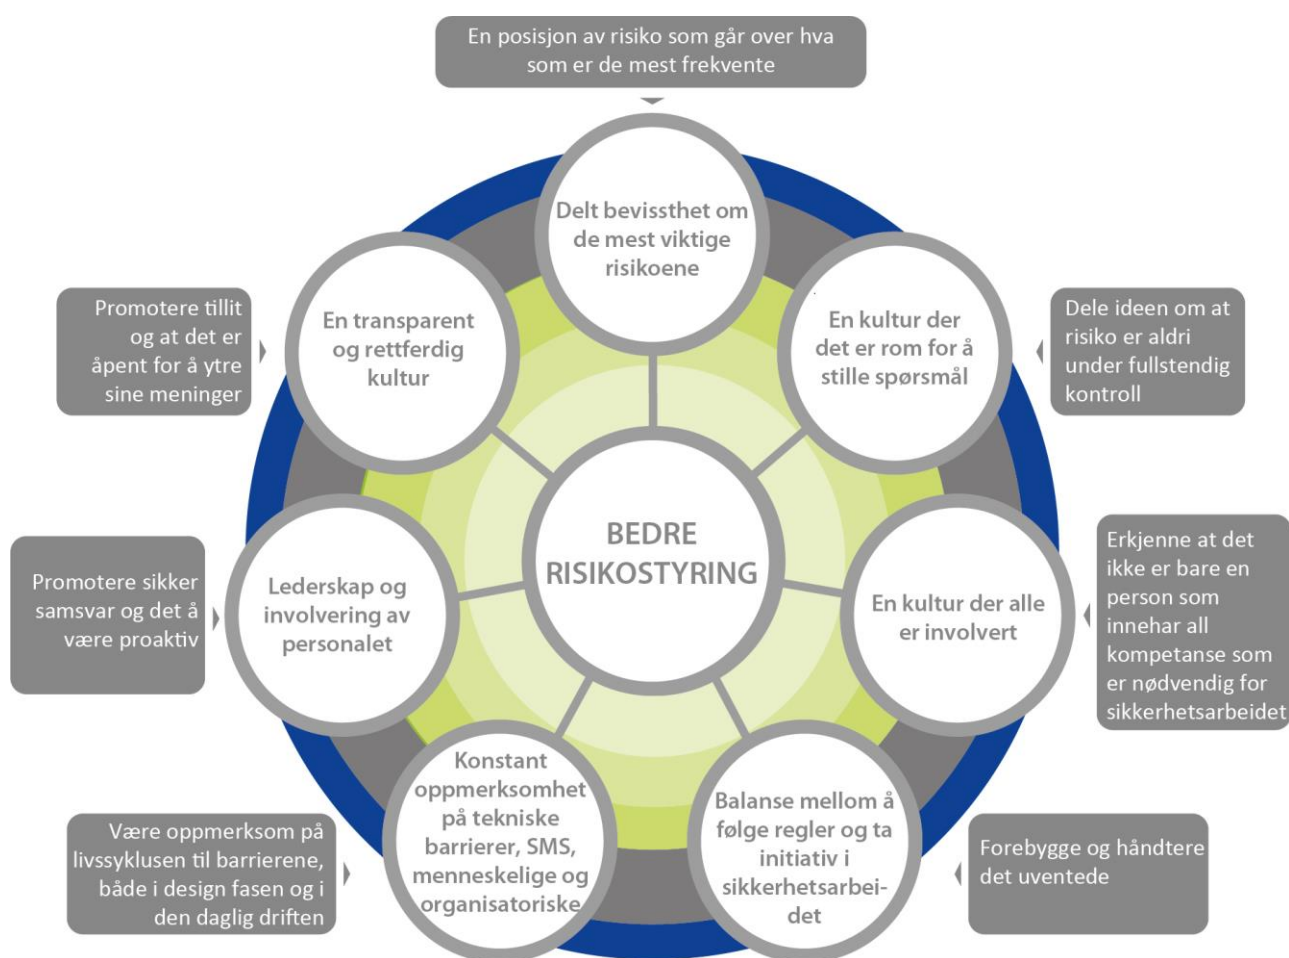 En posisjon av risiko som går over hva
som er de mest frekvente
Delt bevissthet om
de mest viktige
risikoene
En transparent
og rettferdig
kultur
Promotere tillit
og at det er
åpent for å ytre
sine meninger
En kultur der
det er rom for å
stille spørsmål
Dele ideen om at
risiko er aldri
under fullstendig
kontroll
BEDRE
RISIKOSTYRING
Promotere sikker
samsvar og det å
være proaktiv
Lederskap og
involvering av
personalet
En kultur der alle
er involvert
Erkjenne at det
ikke er bare en
person som
innehar all
kompetanse som
er nødvendig for
sikkerhetsarbeidet
Være oppmerksom på
livssyklusen til barrierene,
både i design fasen og i
den daglig driften
Konstant
oppmerksomhet
på tekniske
barrierer, SMS,
menneskelige og
organisatoriske
Balanse mellom å
følge regler og ta
initiativ i
sikkerhetsarbei-
det
Forebygge og håndtere
det uventede